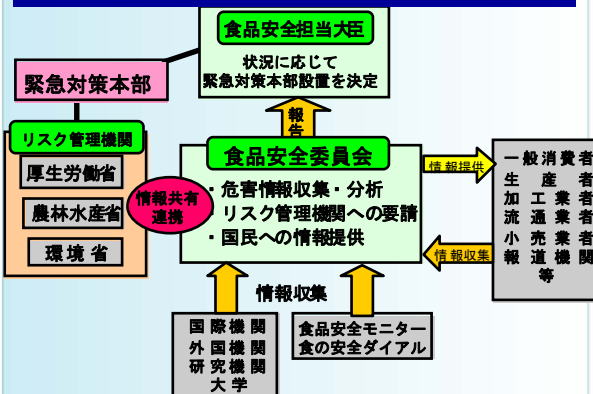 食品安全担当大臣
状況に応じて
緊急対策本部設置を決定
緊急対策本部
報告
リスク管理機関
厚生労働省
農林水産省
環境省
情報共有
連携
食品安全委員会
・危害情報収集・分析
・リスク管理機関への要請
・国民への情報提供
情報提供
情報収集
一般消費者
生産者
加工業者
流通業者
小売業者
報道機関
等
情報収集
国際機関
外国機関
研究機関
大学
食品安全モニター
食の安全ダイアル